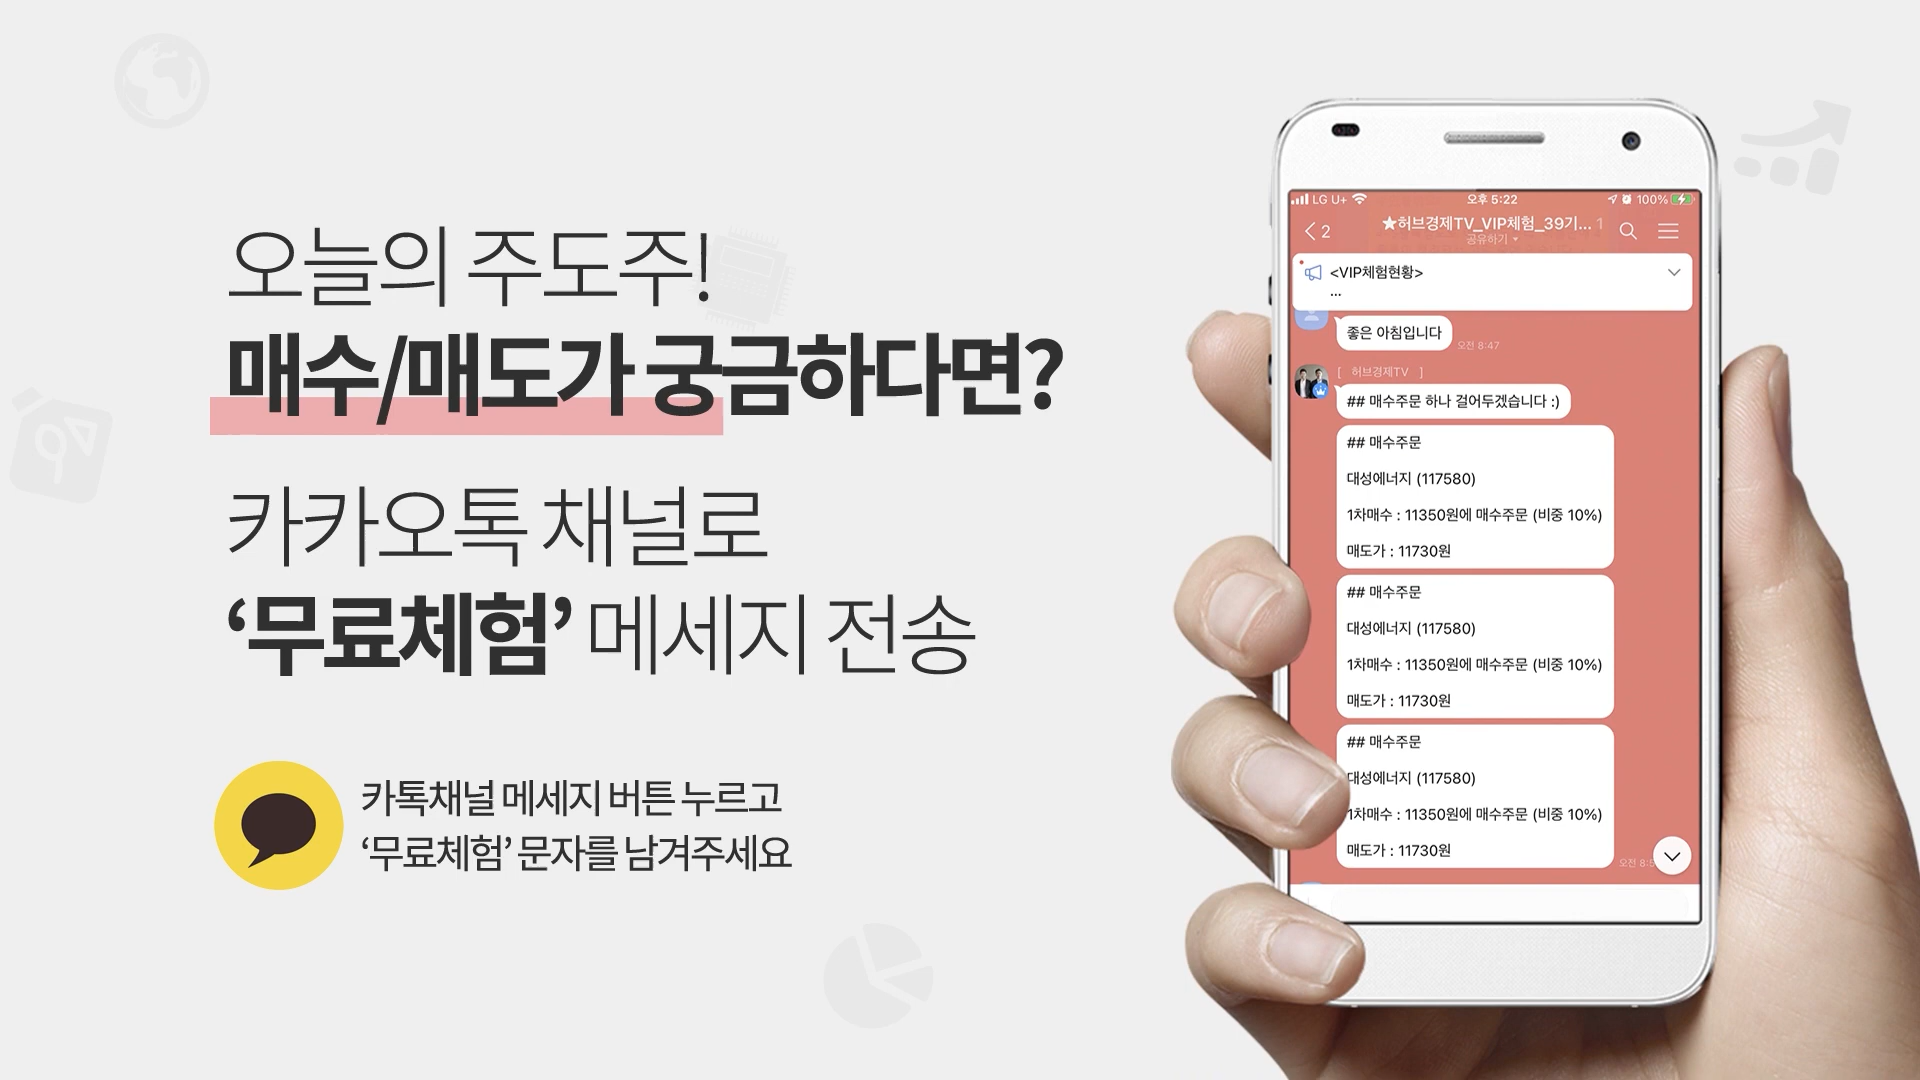 오늘의 주도주!
매수/매도가 궁금하다면?
카카오톡 채널로
‘무료체험’ 메세지 전송
카톡채널 메세지 버튼 누르고
‘무료체험’ 문자를 남겨주세요
LG U+ 오후 5:22 100%
2 ★허브경제TV_VIP체험_39기... 1
공유하기
<VIP체험현황>
...
좋은 아침입니다
오전 8:47
[ 허브경제TV ]
## 매수주문 하나 걸어두겠습니다 :)
## 매수주문
대성에너지 (117580)
1차매수 : 11350원에 매수주문 (비중 10%)
매도가 : 11730원
## 매수주문
대성에너지 (117580)
1차매수 : 11350원에 매수주문 (비중 10%)
매도가 : 11730원
## 매수주문
대성에너지 (117580)
1차매수 : 11350원에 매수주문 (비중 10%)
매도가 : 11730원
오전